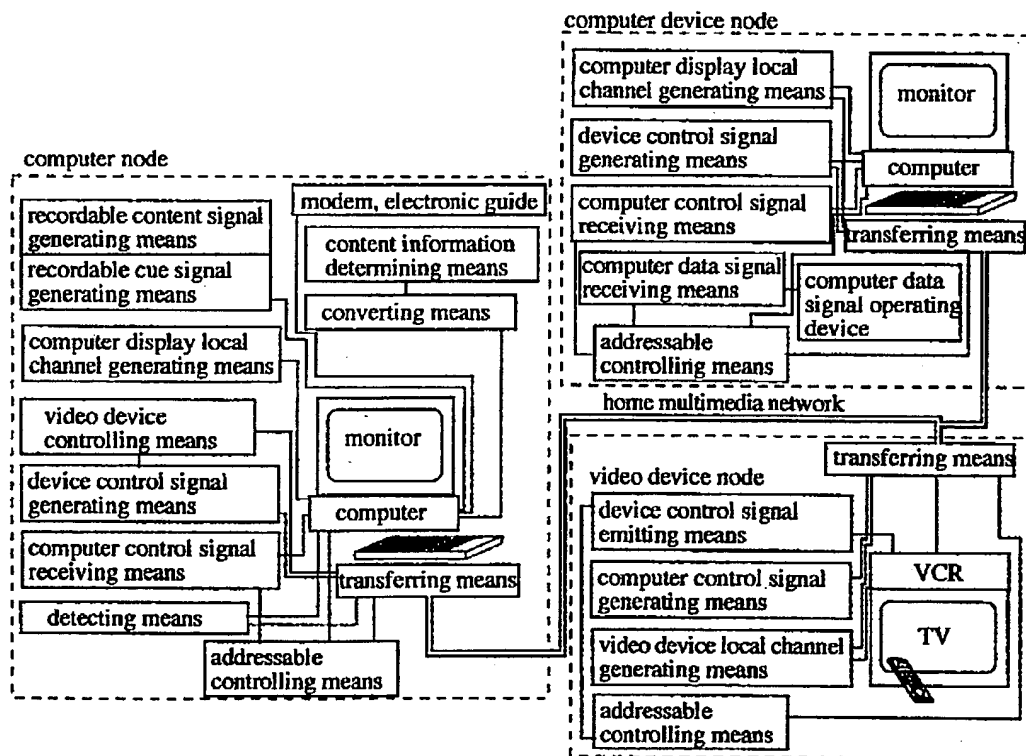 computer device node
computer display local
channel generating means
monitor
device control signal
generating means
computer
computer control signal
receiving means
transferring means
computer data signal
receiving means
computer data
signal operating
device
addressable
controlling means
computer node
recordable content signal
generating means
modem, electronic guide
content information
determining means
recordable cue signal
generating means
converting means
computer display local
channel generating means
video device
controlling means
monitor
device control signal
generating means
computer
computer control signal
receiving means
transferring means
detecting means
addressable
controlling means
home multimedia network
transferring means
video device node
device control signal
emitting means
VCR
computer control signal
generating means
TV
video device local channel
generating means
addressable
controlling means